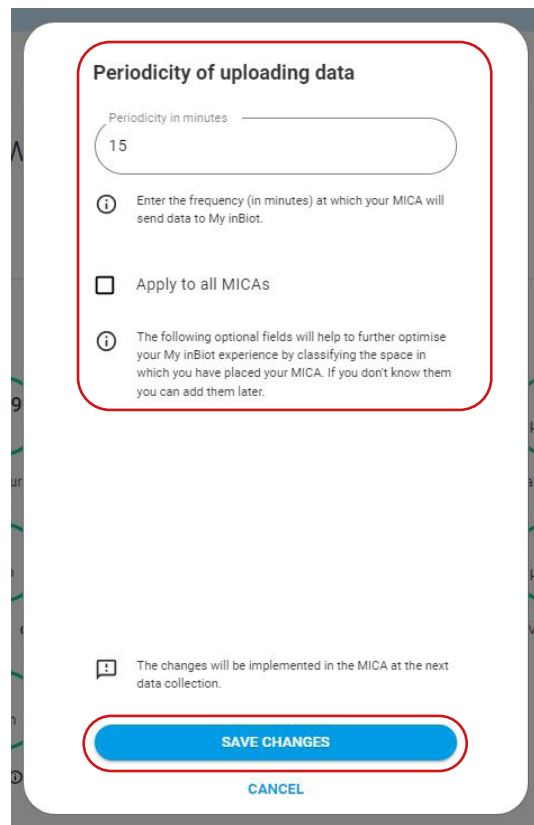 Periodicity of uploading data
Periodicity in minutes
15
Enter the frequency (in minutes) at which your MICA will
send data to My inBiot.
Apply to all MICAs
The following optional fields will help to further optimise
your My inBiot experience by classifying the space in
which you have placed your MICA. If you don't know them
you can add them later.
9
ur
The changes will be implemented in the MICA at the next
data collection.
SAVE CHANGES
CANCEL